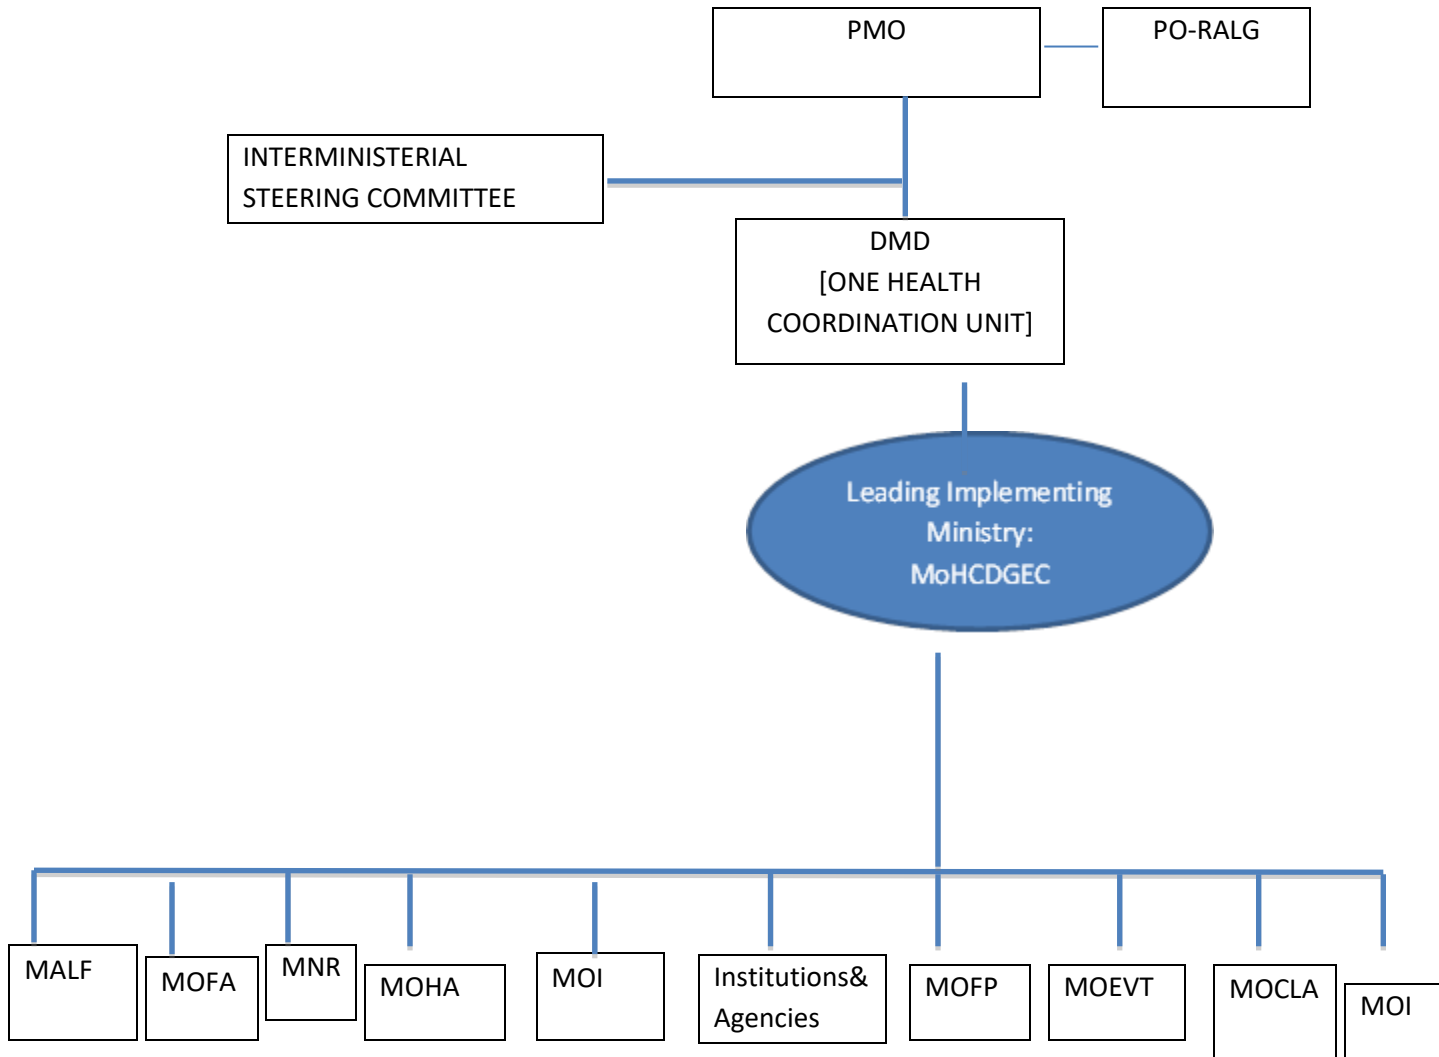 PMO
PO-RALG
INTERMINISTERIAL
STEERING COMMITTEE
DMD
[ONE HEALTH
COORDINATION UNIT]
Leading Implementing
Ministry:
MoHCDGEC
MALF
MOFA
MNR
MOHA
MOI
Institutions&
Agencies
MOFP
MOEVT
MOCLA
MOI